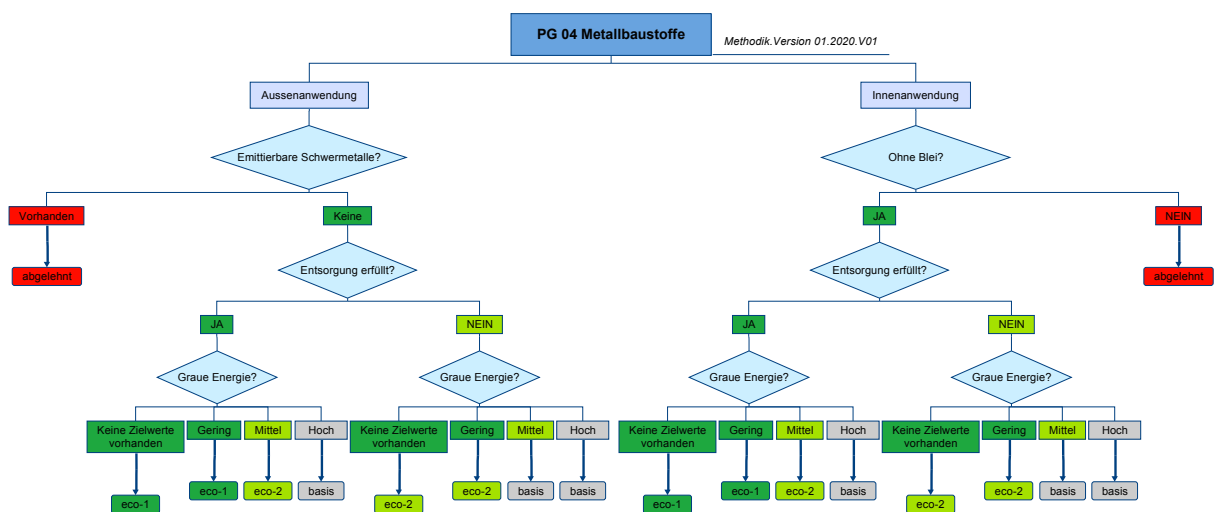 PG 04 Metallbaustoffe
Methodik.Version 01.2020.V01
Aussenanwendung
Innenanwendung
Emittierbare Schwermetalle?
Ohne Blei?
Vorhanden
Keine
JA
NEIN
abgelehnt
Entsorgung erfüllt?
Entsorgung erfüllt?
abgelehnt
JA
NEIN
JA
NEIN
Graue Energie?
Graue Energie?
Graue Energie?
Graue Energie?
Keine Zielwerte
vorhanden
Gering
Mittel
Hoch
Keine Zielwerte
vorhanden
Gering
Mittel
Hoch
Keine Zielwerte
vorhanden
Gering
Mittel
Hoch
Keine Zielwerte
vorhanden
Gering
Mittel
Hoch
eco-1
eco-1
eco-2
basis
eco-2
eco-2
basis
basis
eco-1
eco-1
eco-2
basis
eco-2
eco-2
basis
basis